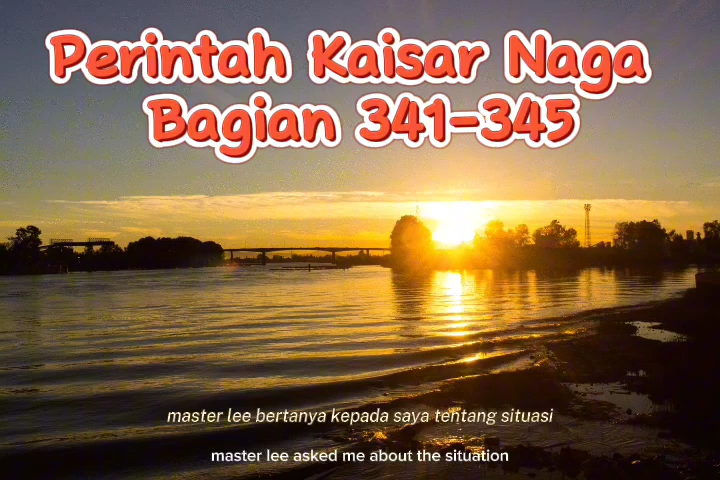 Perintah Kaisar Naga
Bagian 341-345
master lee bertanya kepada saya tentang situasi
master lee asked me about the situation